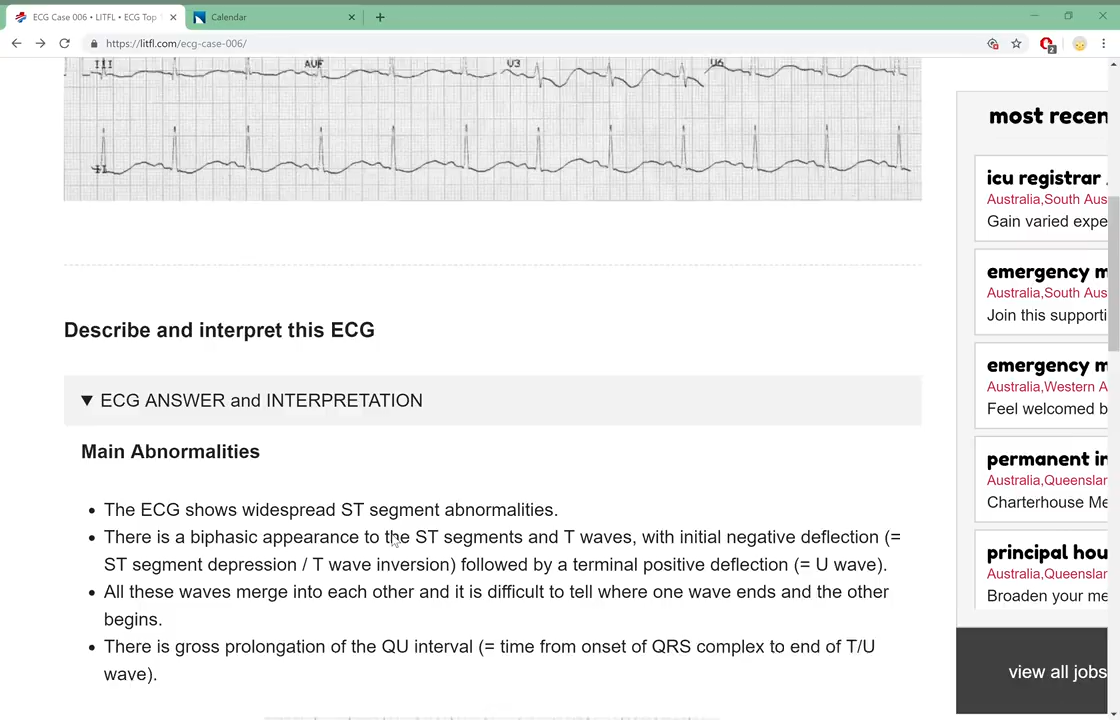 ECG Case 006 • LITFL • ECG Top
Calendar
https://litfl.com/ecg-case-006/
2
III
AUF
V3
V6
II
Describe and interpret this ECG
▼ ECG ANSWER and INTERPRETATION
Main Abnormalities
• The ECG shows widespread ST segment abnormalities.
• There is a biphasic appearance to the ST segments and T waves, with initial negative deflection (=
ST segment depression / T wave inversion) followed by a terminal positive deflection (= U wave).
• All these waves merge into each other and it is difficult to tell where one wave ends and the other
begins.
• There is gross prolongation of the QU interval (= time from onset of QRS complex to end of T/U
wave).
most recen
icu registrar
Australia,South Aus
Gain varied expe
emergency m
Australia,South Aus
Join this supporti
emergency m
Australia,Western A
Feel welcomed b
permanent in
Australia,Queenslar
Charterhouse Me
principal hou
Australia,Queenslar
Broaden your me
view all jobs